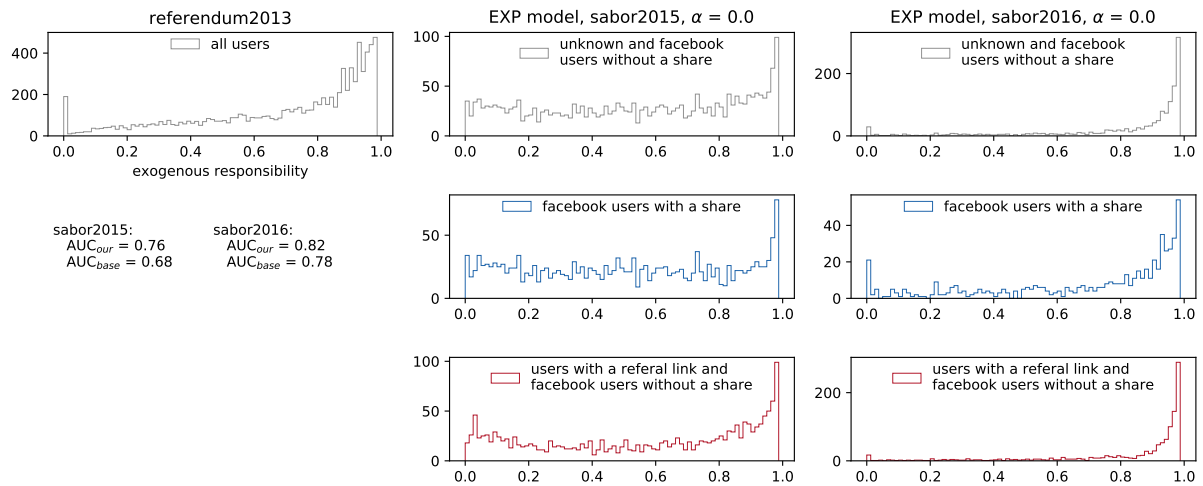 referendum2013
all users
400
200
0
0.0 0.2 0.4 0.6 0.8 1.0
exogenous responsibility
EXP model, sabor2015, α = 0.0
unknown and facebook
users without a share
100
50
0
0.0 0.2 0.4 0.6 0.8 1.0
EXP model, sabor2016, α = 0.0
unknown and facebook
users without a share
200
0
0.0 0.2 0.4 0.6 0.8 1.0
sabor2015:
AUCour = 0.76
AUCbase = 0.68
sabor2016:
AUCour = 0.82
AUCbase = 0.78
facebook users with a share
50
0
0.0 0.2 0.4 0.6 0.8 1.0
facebook users with a share
40
20
0
0.0 0.2 0.4 0.6 0.8 1.0
users with a referal link and
facebook users without a share
100
50
0
0.0 0.2 0.4 0.6 0.8 1.0
users with a referal link and
facebook users without a share
200
0
0.0 0.2 0.4 0.6 0.8 1.0